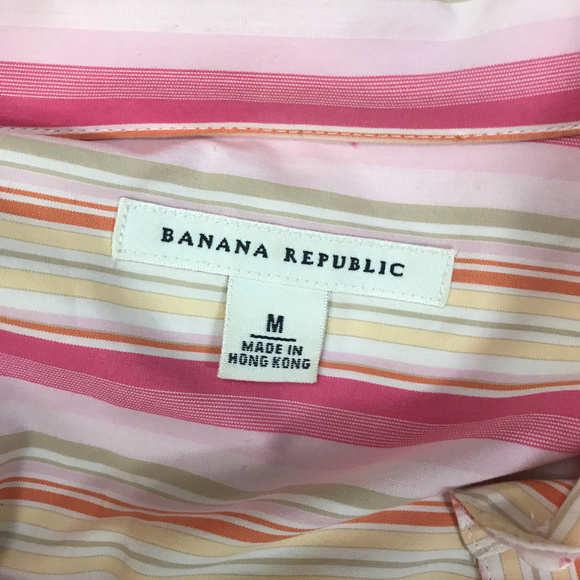 BANANA REPUBLIC
M
MADE IN
HONG KONG